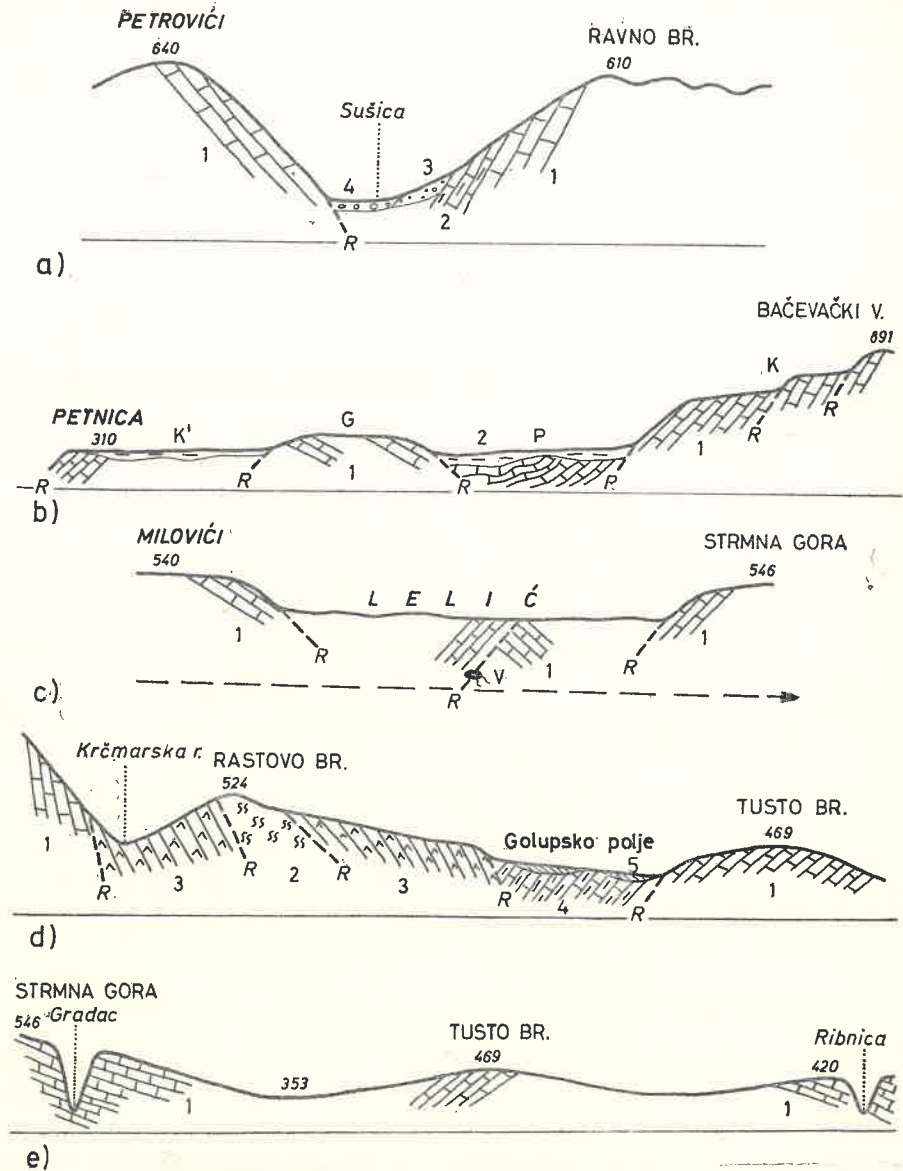 PETROVIĆI
640
RAVNO BR.
610
Sušica
1
4
3
2
1
R
a)
BAČEVAČKI V.
891
K
PETNICA
310
K'
G
2
P
1
1
R
R
R
R
R
R
b)
MILOVIĆI
540
STRMNA GORA
546
L E L I Ć
1
R
V
1
R
R
1
c)
Krčmarska r.
RASTOVO BR.
524
TUSTO BR.
469
Golupsko polje
5
1
R
3
R
2
R
3
R
4
R
1
d)
STRMNA GORA
546
Gradac
TUSTO BR.
469
Ribnica
420
353
1
1
e)